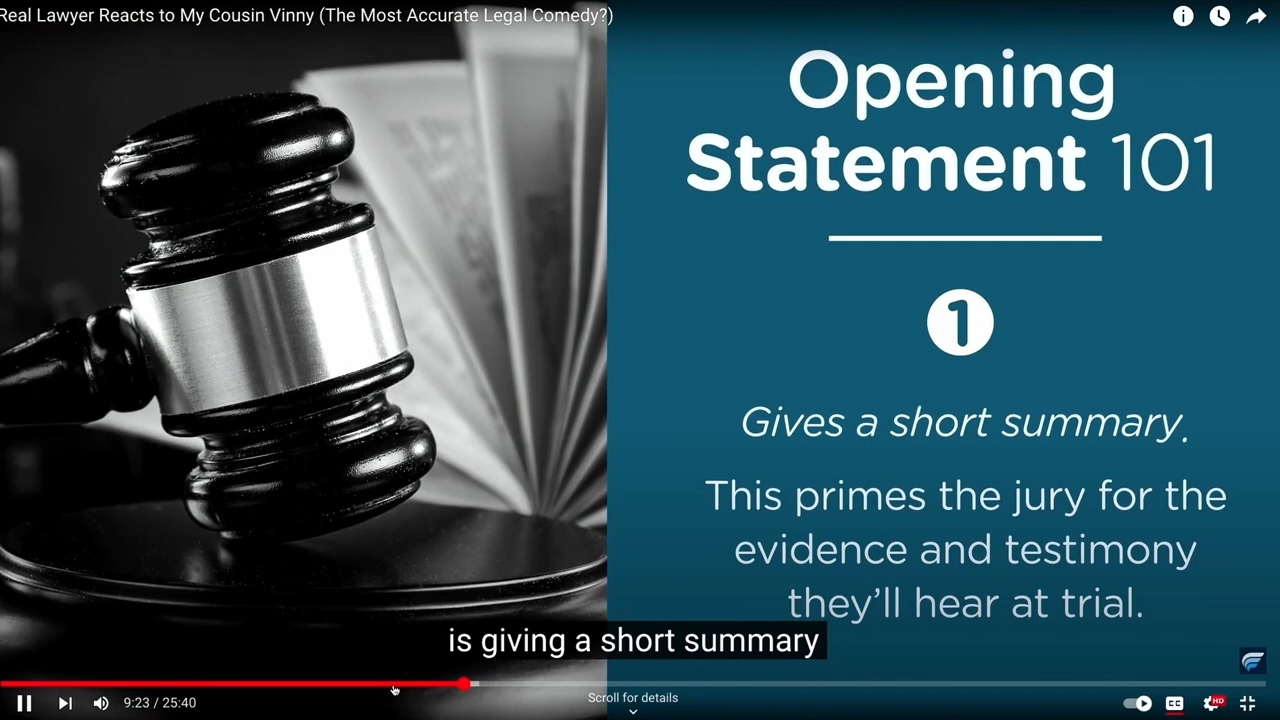 Real Lawyer Reacts to My Cousin Vinny (The Most Accurate Legal Comedy?)
Opening
Statement 101
1
Gives a short summary.
This primes the jury for the
evidence and testimony
they'll hear at trial.
is giving a short summary
9:23 / 25:40
Scroll for details
CC
HD